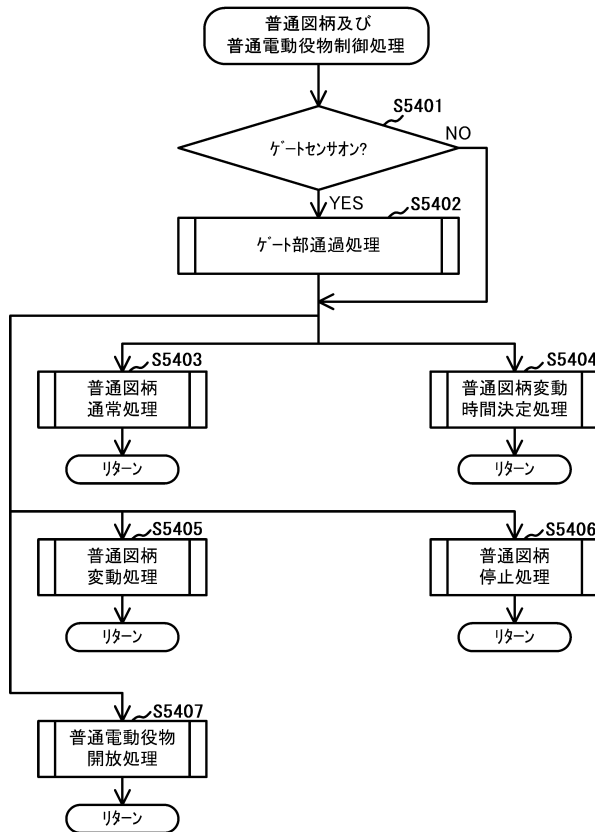 普通図柄及び
普通電動役物制御処理
S5401
ｹﾞｰﾄｾﾝｻｵﾝ?
NO
YES
S5402
ｹﾞｰﾄ部通過処理
S5403
普通図柄
通常処理
ﾘﾀｰﾝ
S5404
普通図柄変動
時間決定処理
ﾘﾀｰﾝ
S5405
普通図柄
変動処理
ﾘﾀｰﾝ
S5406
普通図柄
停止処理
ﾘﾀｰﾝ
S5407
普通電動役物
開放処理
ﾘﾀｰﾝ